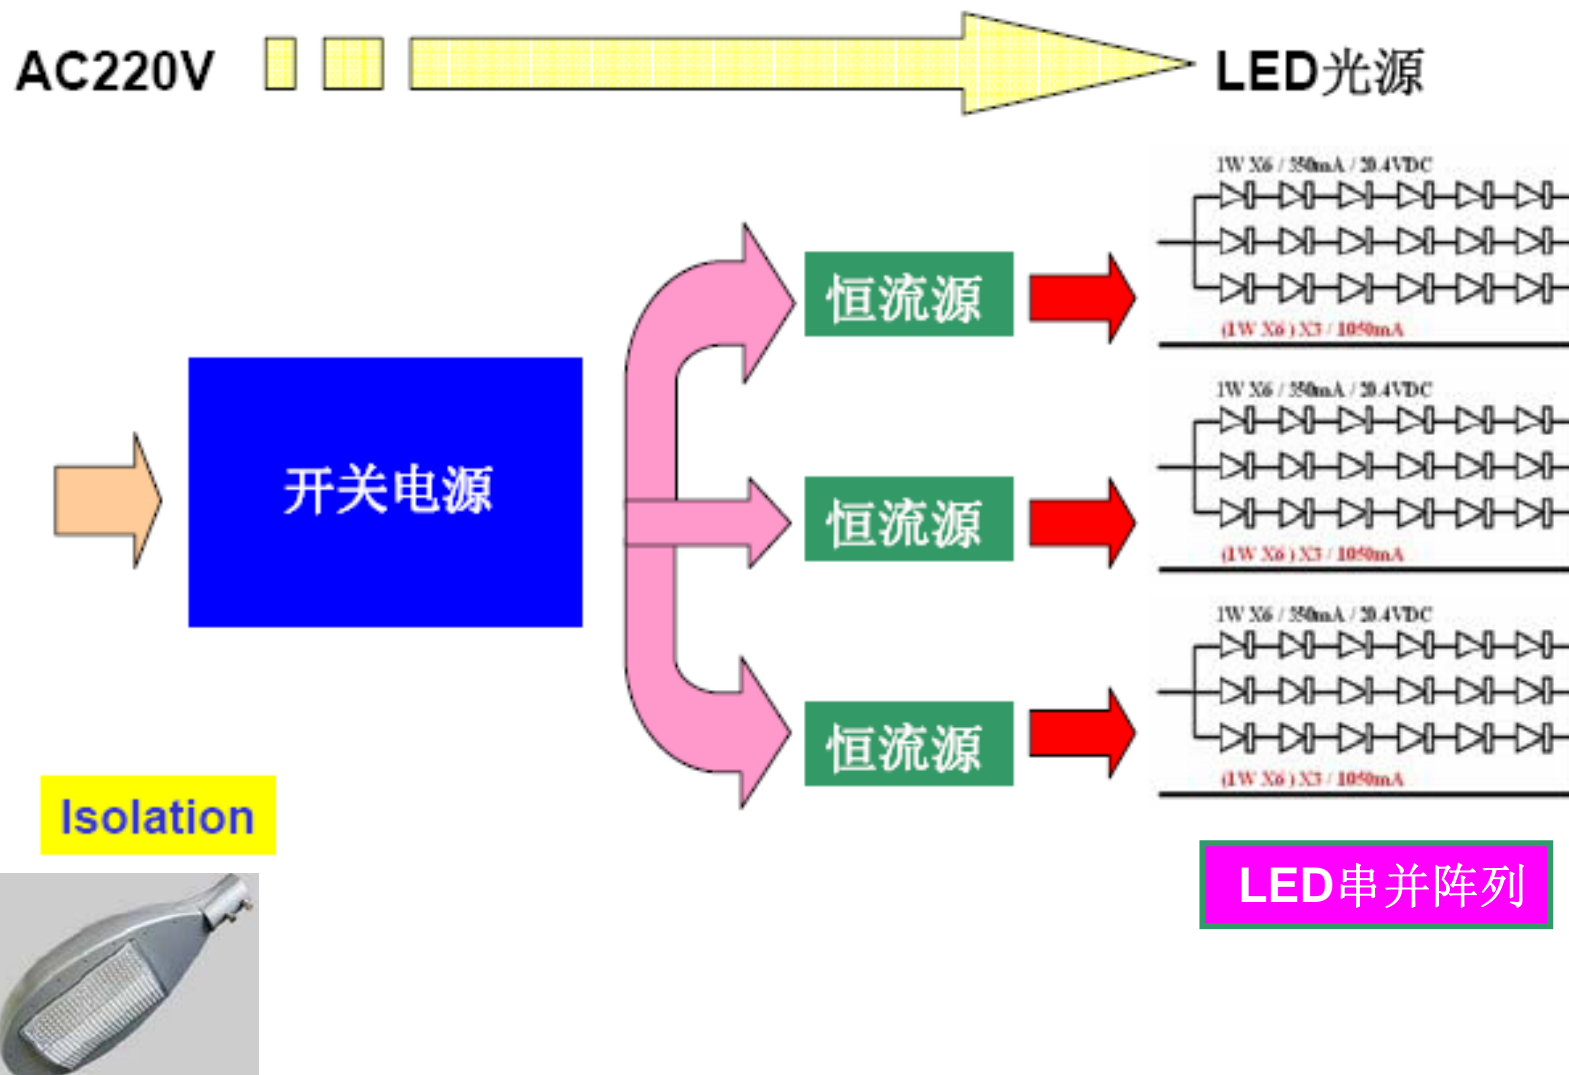 AC220V
LED光源
1W X6 / 350mA / 20.4VDC
恒流源
(1W X6 ) X3 / 1050mA
1W X6 / 350mA / 20.4VDC
开关电源
恒流源
(1W X6 ) X3 / 1050mA
1W X6 / 350mA / 20.4VDC
恒流源
(1W X6 ) X3 / 1050mA
Isolation
LED串并阵列